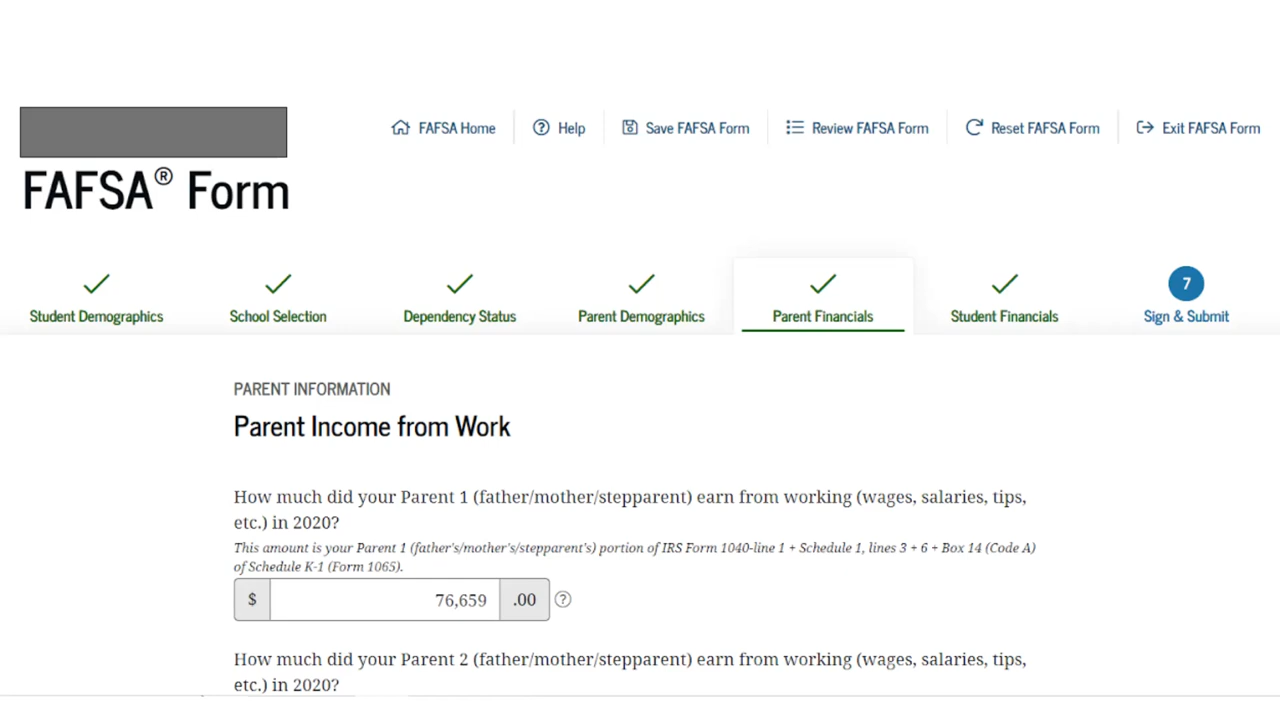 FAFSA Home
Help
Save FAFSA Form
Review FAFSA Form
Reset FAFSA Form
Exit FAFSA Form
FAFSA® Form
Student Demographics
School Selection
Dependency Status
Parent Demographics
Parent Financials
Student Financials
7
Sign & Submit
PARENT INFORMATION
Parent Income from Work
How much did your Parent 1 (father/mother/stepparent) earn from working (wages, salaries, tips,
etc.) in 2020?
This amount is your Parent 1 (father's/mother's/stepparent's) portion of IRS Form 1040-line 1 + Schedule 1, lines 3 + 6 + Box 14 (Code A)
of Schedule K-1 (Form 1065).
$ 76,659 .00 ?
How much did your Parent 2 (father/mother/stepparent) earn from working (wages, salaries, tips,
etc.) in 2020?